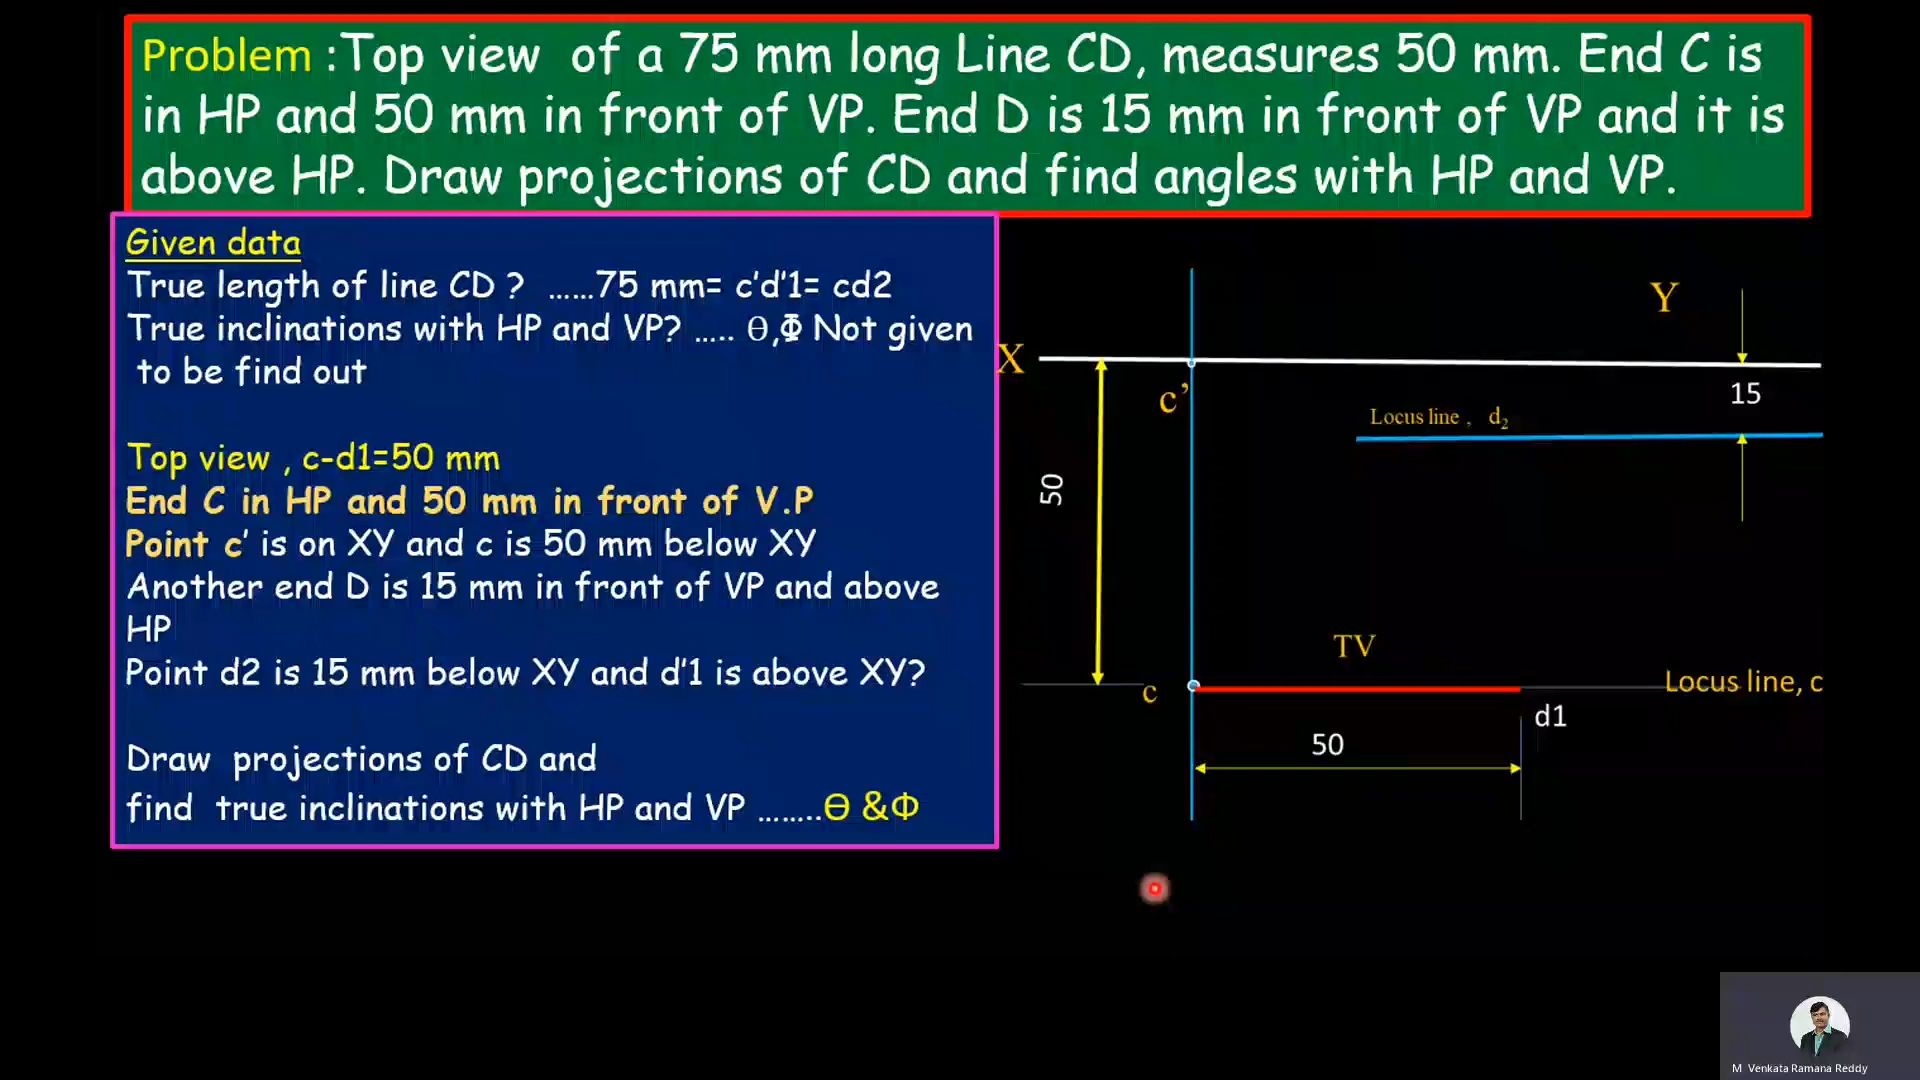 Problem :Top view of a 75 mm long Line CD, measures 50 mm. End C is
in HP and 50 mm in front of VP. End D is 15 mm in front of VP and it is
above HP. Draw projections of CD and find angles with HP and VP.
Given data
True length of line CD ? ......75 mm= c'd'1= cd2
True inclinations with HP and VP? ..... Ɵ,Φ Not given
to be find out
Top view , c-d1=50 mm
End C in HP and 50 mm in front of V.P
Point c' is on XY and c is 50 mm below XY
Another end D is 15 mm in front of VP and above
HP
Point d2 is 15 mm below XY and d'1 is above XY?
Draw projections of CD and
find true inclinations with HP and VP ........Ɵ &Φ
Y
X
c’
15
Locus line , d₂
50
TV
c
Locus line, c
d1
50
M Venkata Ramana Reddy